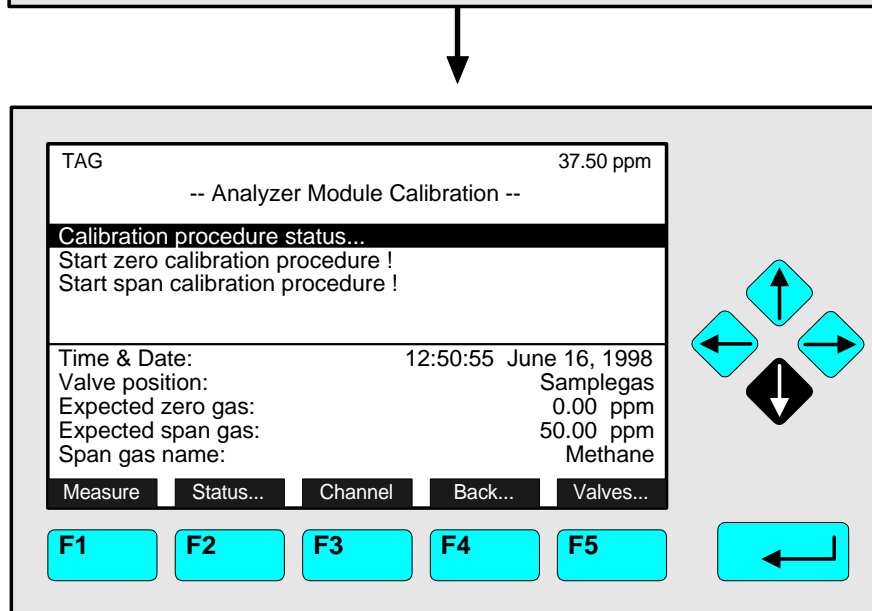 TAG 37.50 ppm
-- Analyzer Module Calibration --
Calibration procedure status...
Start zero calibration procedure !
Start span calibration procedure !
Time & Date: 12:50:55 June 16, 1998
Valve position: Samplegas
Expected zero gas: 0.00 ppm
Expected span gas: 50.00 ppm
Span gas name: Methane
Measure Status... Channel Back... Valves...
F1 F2 F3 F4 F5